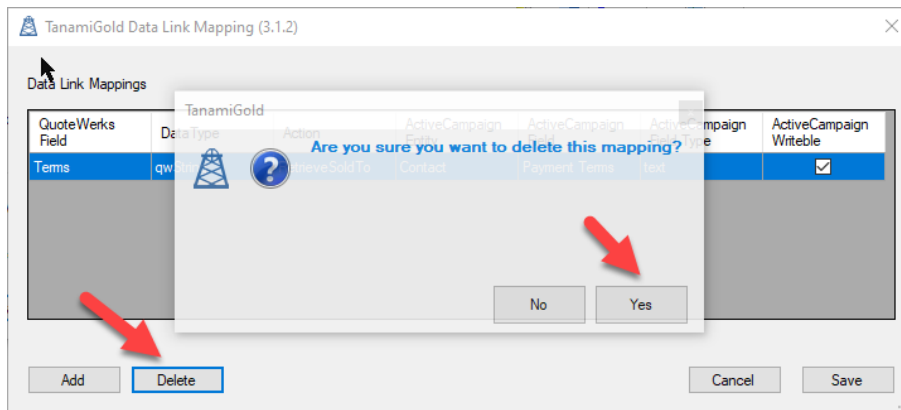 TanamiGold Data Link Mapping (3.1.2)
Data Link Mappings
TanamiGold
QuoteWerks Field
DataType
Action
ActiveCampaign Entity
ActiveCampaign Field
ActiveCampaign Field Type
ActiveCampaign Writeble
Are you sure you want to delete this mapping?
Terms
qwString
RetrieveSoldTo
Contact
Payment Terms
text
No
Yes
Add
Delete
Cancel
Save